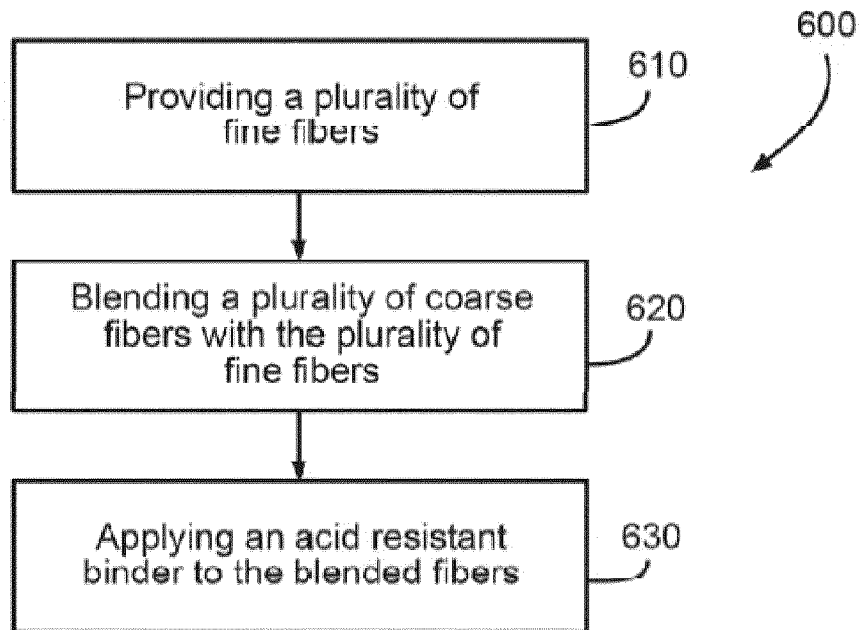 600
610
Providing a plurality of
fine fibers
Blending a plurality of coarse
fibers with the plurality of
fine fibers
620
Applying an acid resistant
binder to the blended fibers
630